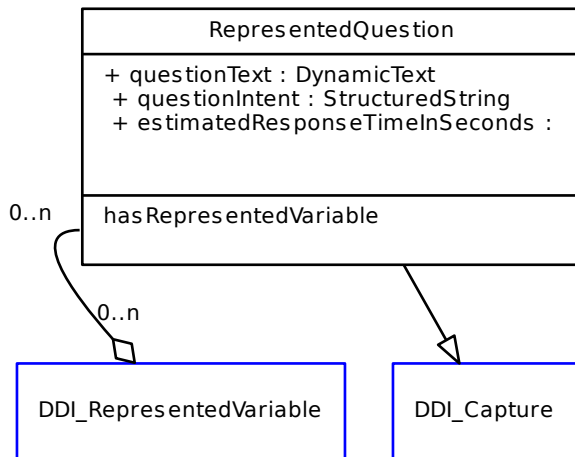 RepresentedQuestion
+ questionText : DynamicText
+ questionIntent : StructuredString
+ estimatedResponseTimeInSeconds :
hasRepresentedVariable
0..n
0..n
DDI_RepresentedVariable
DDI_Capture